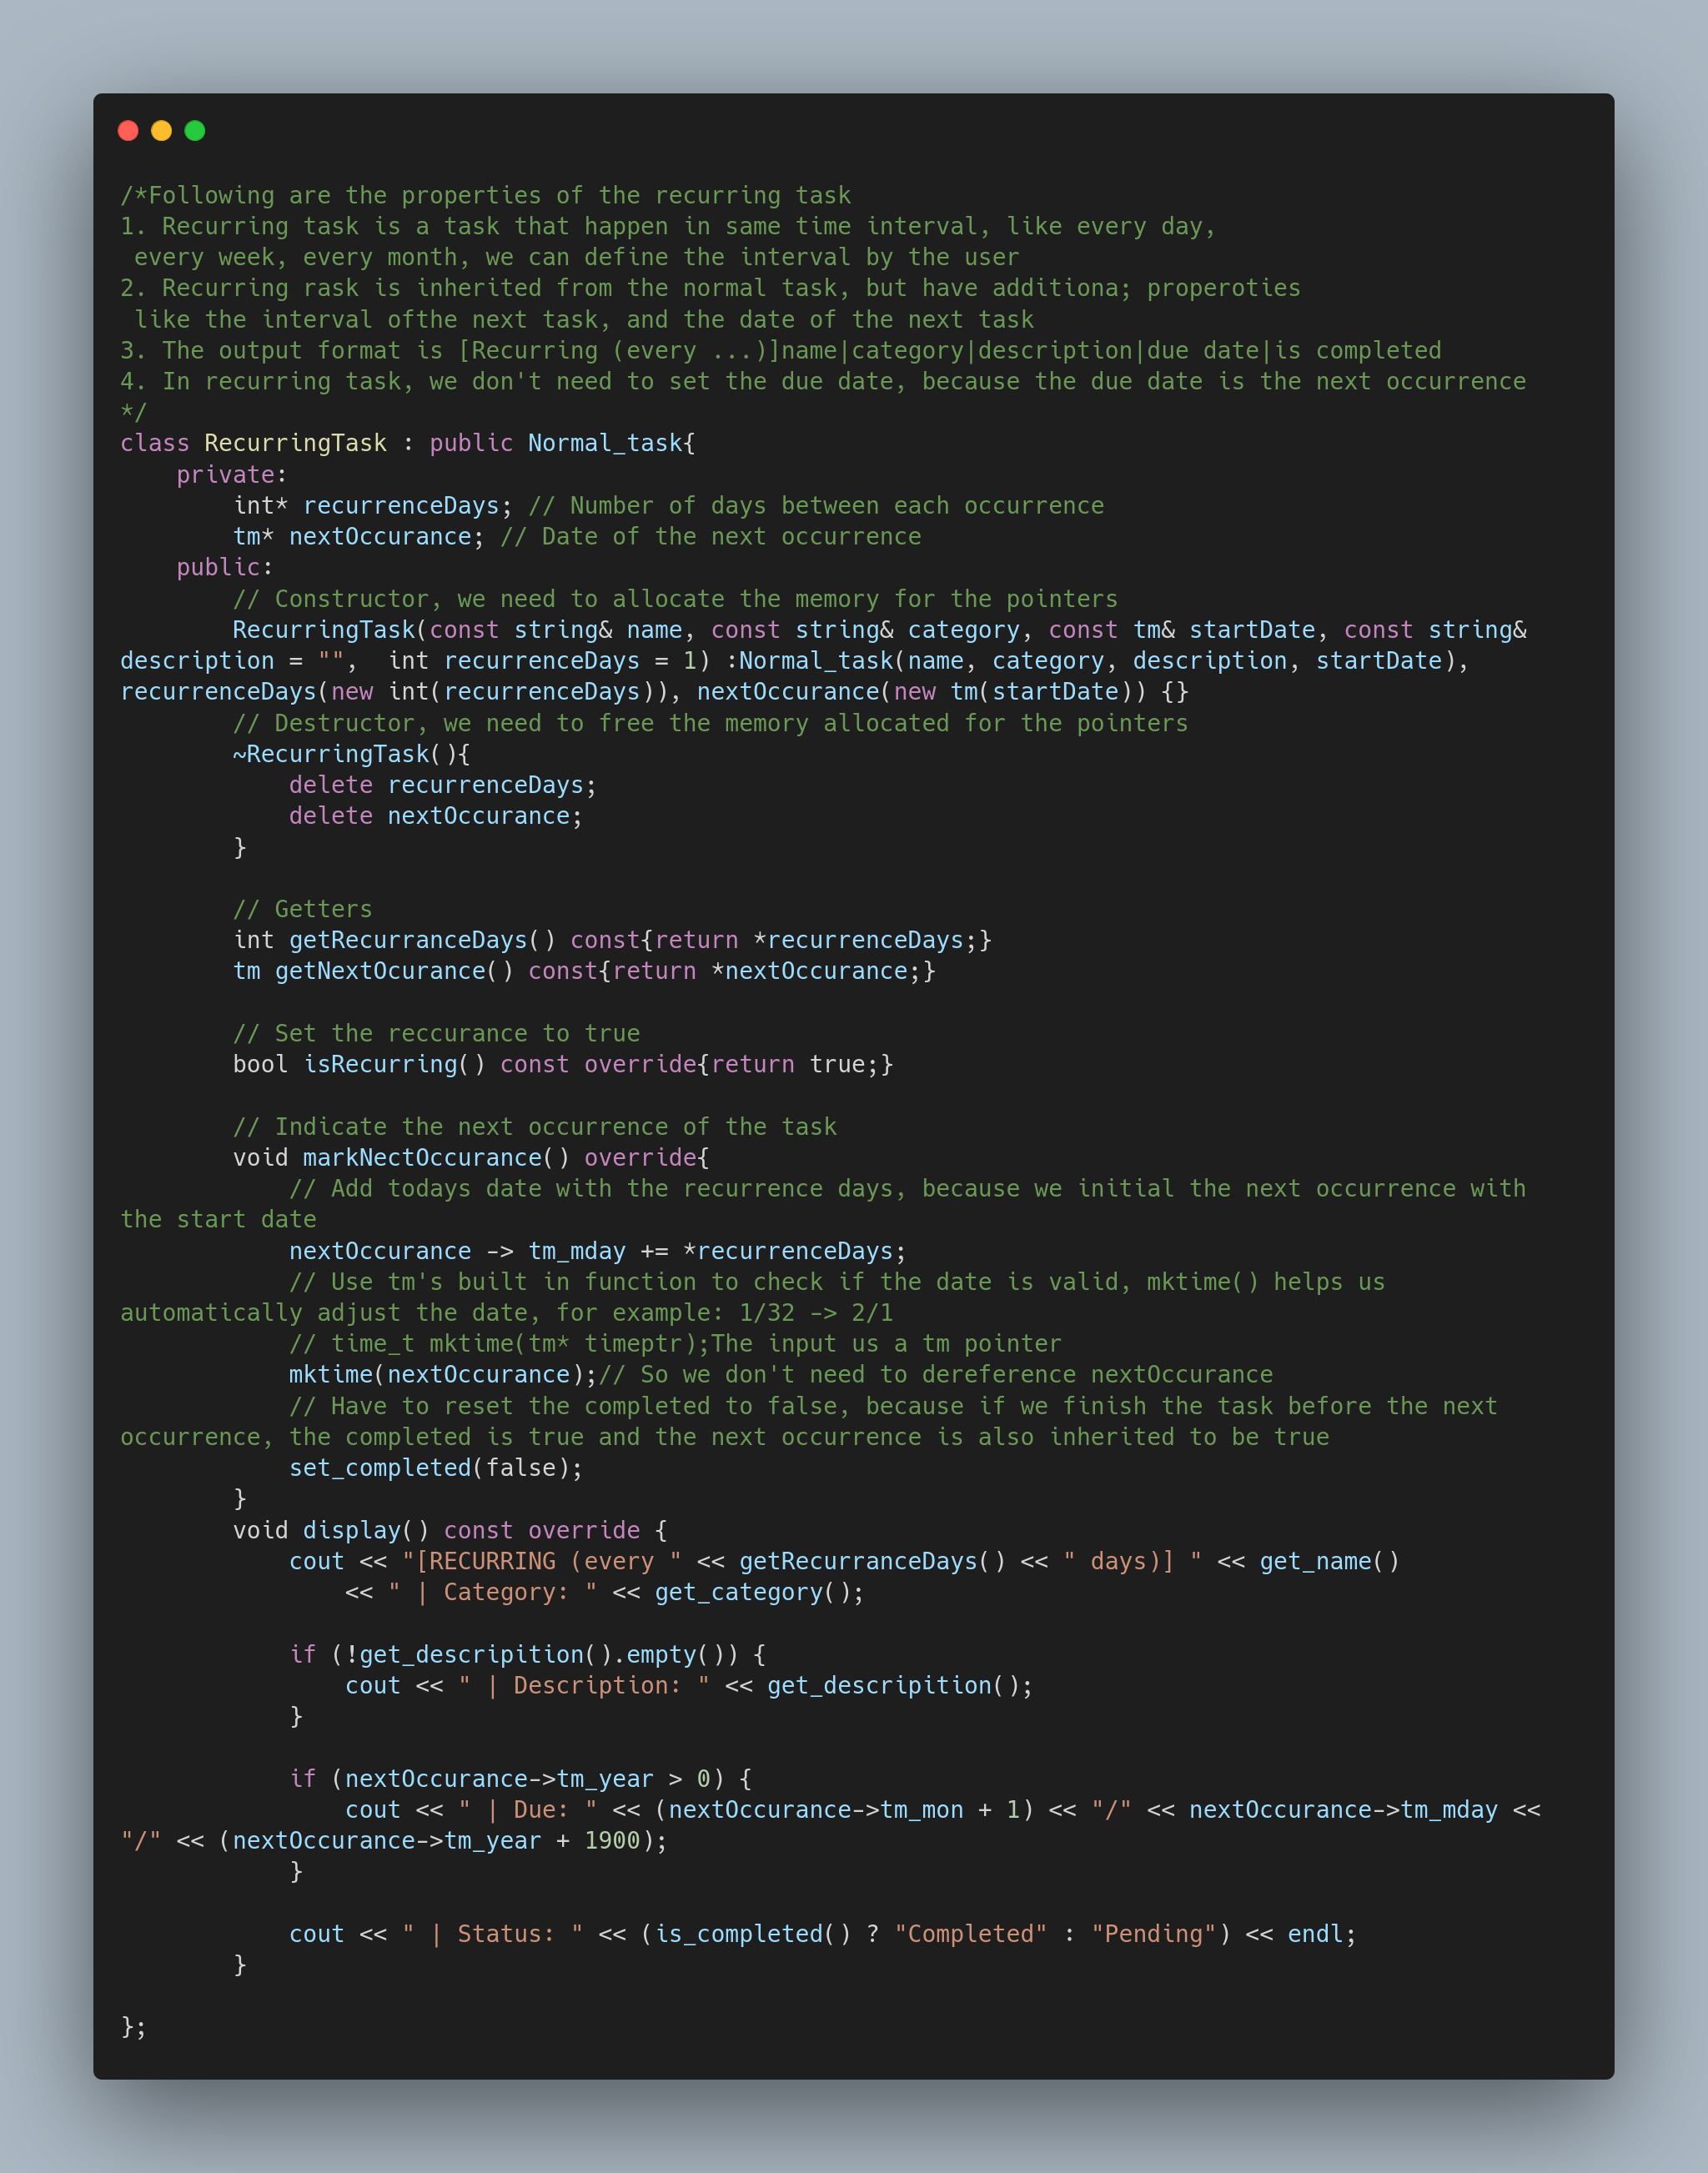 /*Following are the properties of the recurring task
1. Recurring task is a task that happen in same time interval, like every day,
 every week, every month, we can define the interval by the user
2. Recurring rask is inherited from the normal task, but have additiona; properoties
 like the interval ofthe next task, and the date of the next task
3. The output format is [Recurring (every ...)]name|category|description|due date|is completed
4. In recurring task, we don't need to set the due date, because the due date is the next occurrence
*/
class RecurringTask : public Normal_task{
    private:
        int* recurrenceDays; // Number of days between each occurrence
        tm* nextOccurance; // Date of the next occurrence
    public:
        // Constructor, we need to allocate the memory for the pointers
        RecurringTask(const string& name, const string& category, const tm& startDate, const string&
description = "",  int recurrenceDays = 1) :Normal_task(name, category, description, startDate),
recurrenceDays(new int(recurrenceDays)), nextOccurance(new tm(startDate)) {}
        // Destructor, we need to free the memory allocated for the pointers
        ~RecurringTask(){
            delete recurrenceDays;
            delete nextOccurance;
        }

        // Getters
        int getRecurranceDays() const{return *recurrenceDays;}
        tm getNextOcurance() const{return *nextOccurance;}

        // Set the reccurance to true
        bool isRecurring() const override{return true;}

        // Indicate the next occurrence of the task
        void markNectOccurance() override{
            // Add todays date with the recurrence days, because we initial the next occurrence with
the start date
            nextOccurance -> tm_mday += *recurrenceDays;
            // Use tm's built in function to check if the date is valid, mktime() helps us
automatically adjust the date, for example: 1/32 -> 2/1
            // time_t mktime(tm* timeptr);The input us a tm pointer
            mktime(nextOccurance);// So we don't need to dereference nextOccurance
            // Have to reset the completed to false, because if we finish the task before the next
occurrence, the completed is true and the next occurrence is also inherited to be true
            set_completed(false);
        }
        void display() const override {
            cout << "[RECURRING (every " << getRecurranceDays() << " days)] " << get_name()
                << " | Category: " << get_category();

            if (!get_descripition().empty()) {
                cout << " | Description: " << get_descripition();
            }

            if (nextOccurance->tm_year > 0) {
                cout << " | Due: " << (nextOccurance->tm_mon + 1) << "/" << nextOccurance->tm_mday <<
"/" << (nextOccurance->tm_year + 1900);
            }

            cout << " | Status: " << (is_completed() ? "Completed" : "Pending") << endl;
        }

};